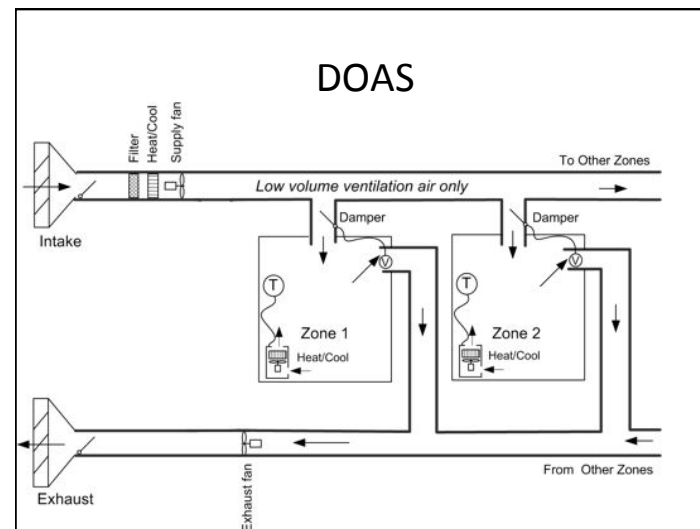 DOAS
Filter
Heat/Cool
Supply fan
To Other Zones
Low volume ventilation air only
Intake
Damper
Damper
V
V
T
T
Zone 1
Zone 2
Heat/Cool
Heat/Cool
Exhaust
Exhaust fan
From Other Zones